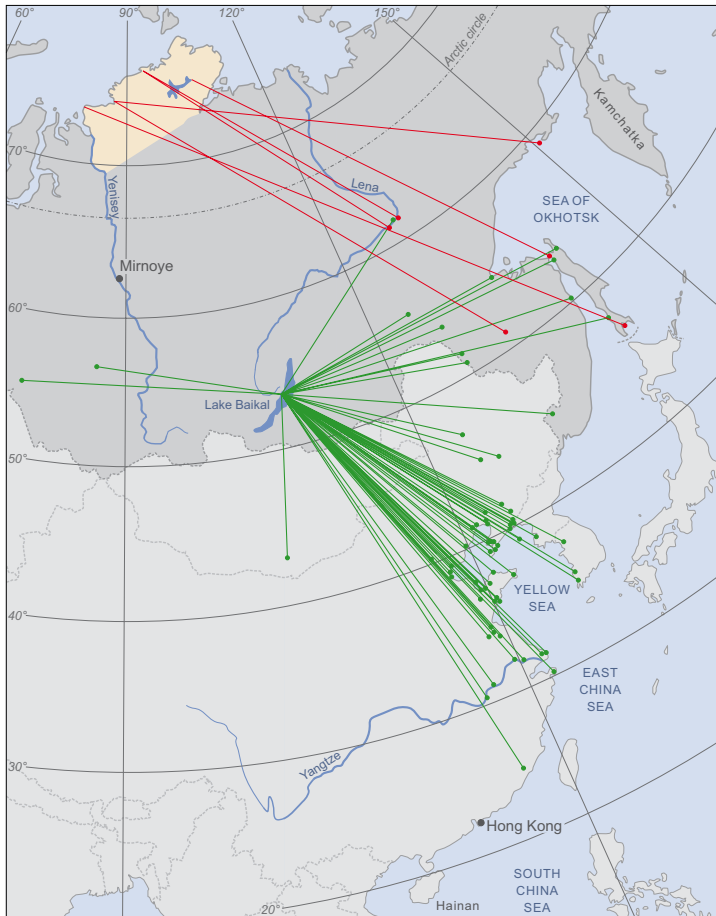 60°
90°
120°
150°
Arctic circle
Kamchatka
70°
Yenisey
Lena
SEA OF
OKHOTSK
Mirnoye
60°
Lake Baikal
50°
YELLOW
SEA
40°
EAST
CHINA
SEA
30°
Yangtze
Hong Kong
SOUTH
CHINA
SEA
20°
Hainan